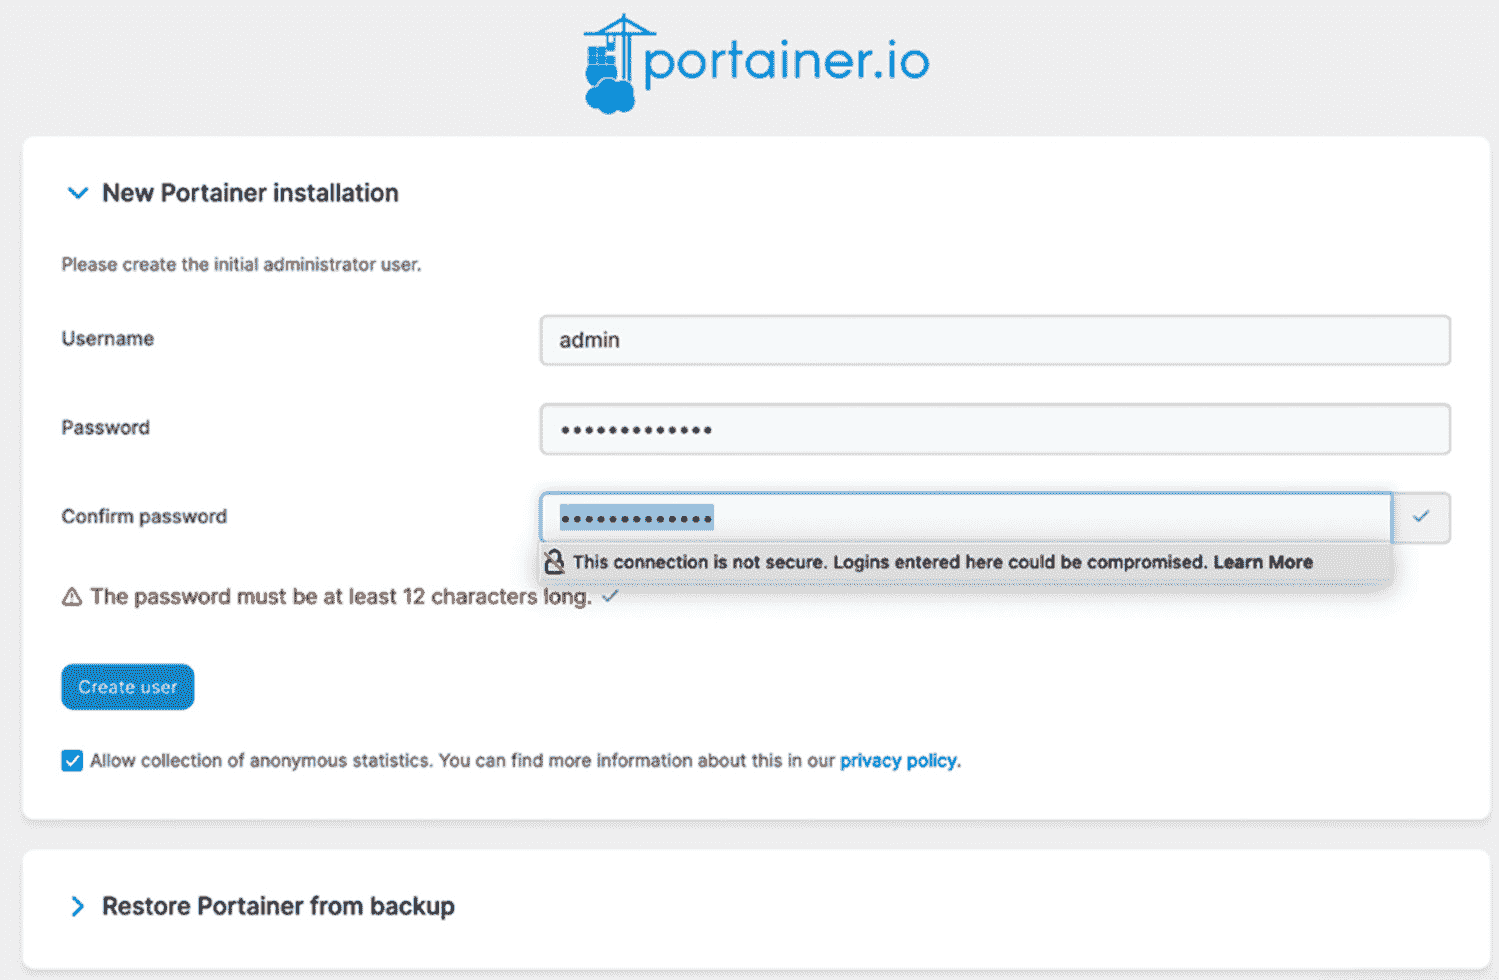 portainer.io
New Portainer installation
Please create the initial administrator user.
Username
admin
Password
•••••••••••••
Confirm password
•••••••••••••
This connection is not secure. Logins entered here could be compromised. Learn More
The password must be at least 12 characters long.
Create user
Allow collection of anonymous statistics. You can find more information about this in our privacy policy.
Restore Portainer from backup